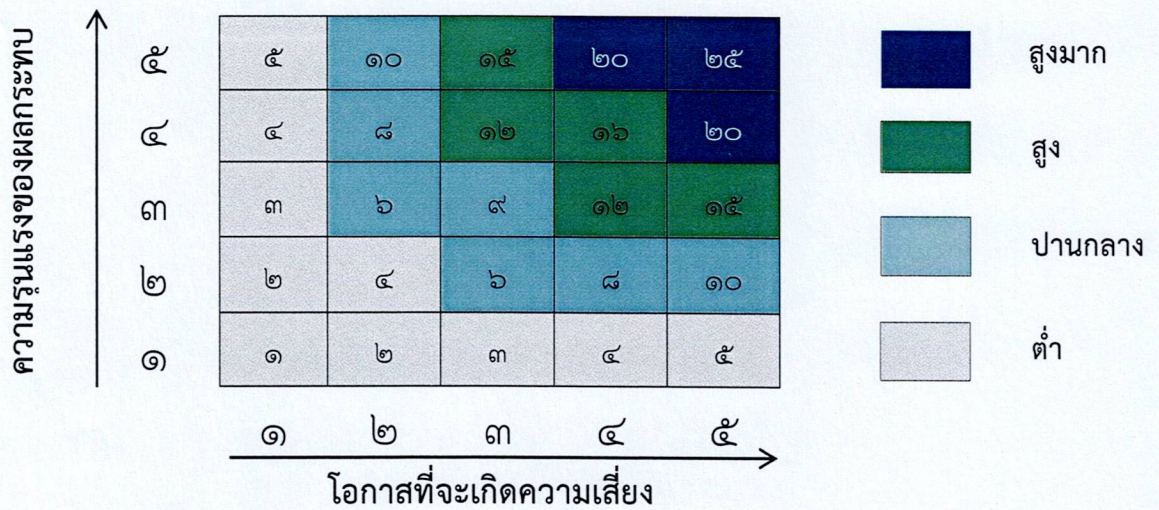 ความรุนแรงของผลกระทบ
๕ ๕ ๑๐ ๑๕ ๒๐ ๒๕
๔ ๔ ๘ ๑๒ ๑๖ ๒๐
๓ ๓ ๖ ๙ ๑๒ ๑๕
๒ ๒ ๔ ๖ ๘ ๑๐
๑ ๑ ๒ ๓ ๔ ๕
๑ ๒ ๓ ๔ ๕
โอกาสที่จะเกิดความเสี่ยง
สูงมาก
สูง
ปานกลาง
ต่ำ